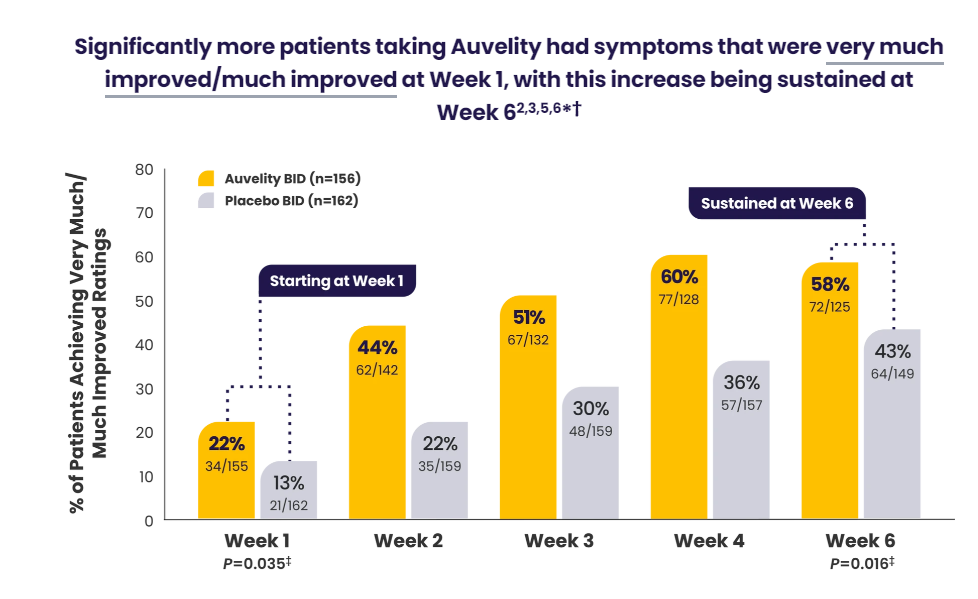 Significantly more patients taking Auvelity had symptoms that were very much
improved/much improved at Week 1, with this increase being sustained at
Week 6²,³,⁵,⁶*†
% of Patients Achieving Very Much/
Much Improved Ratings
80
70
60
50
40
30
20
10
0
Auvelity BID (n=156)
Placebo BID (n=162)
Starting at Week 1
Sustained at Week 6
22%
34/155
13%
21/162
44%
62/142
22%
35/159
51%
67/132
30%
48/159
60%
77/128
36%
57/157
58%
72/125
43%
64/149
Week 1
P=0.035‡
Week 2
Week 3
Week 4
Week 6
P=0.016‡